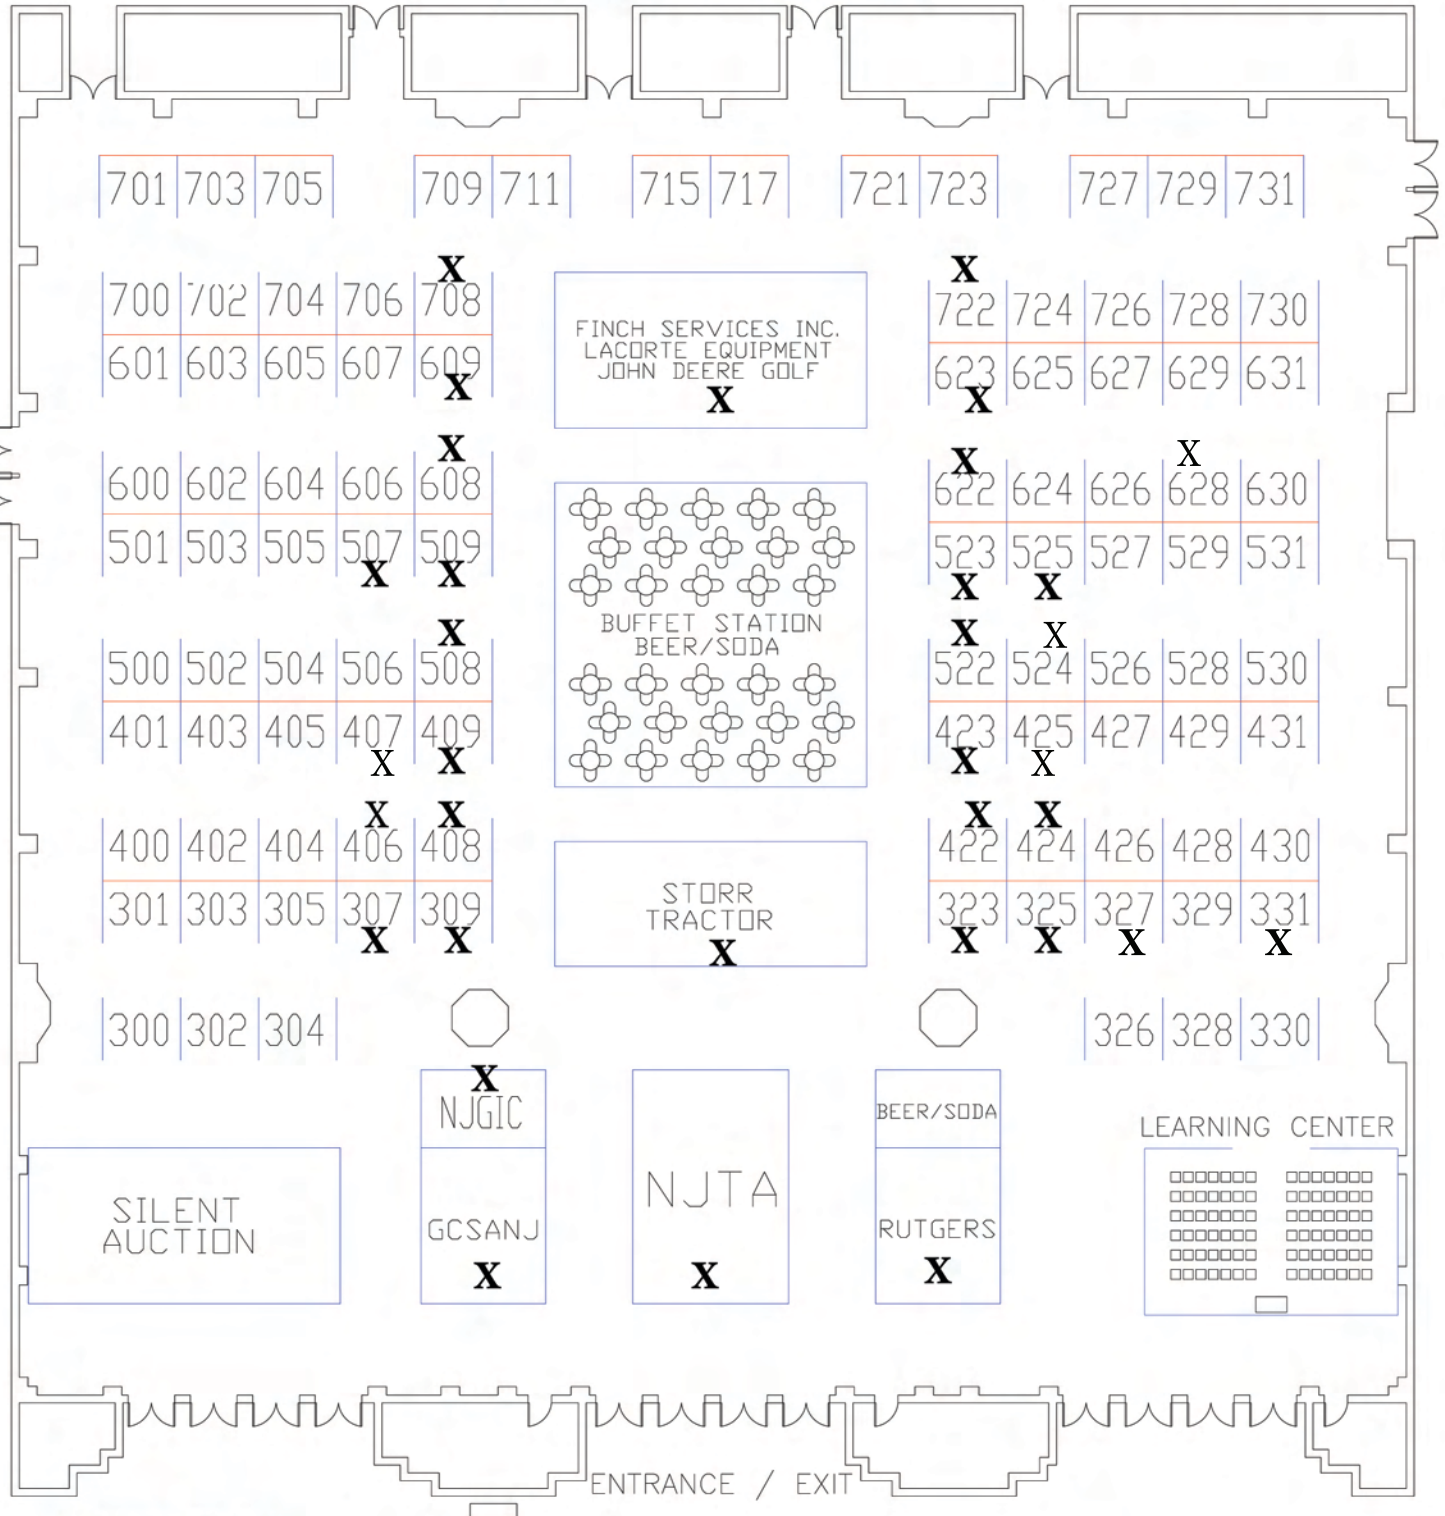 701 703 705 709 711 715 717 721 723 727 729 731
X X
700 702 704 706 708 722 724 726 728 730
FINCH SERVICES INC.
LACORTE EQUIPMENT
JOHN DEERE GOLF
X
601 603 605 607 609 623 625 627 629 631
X X
X X X
600 602 604 606 608 622 624 626 628 630
501 503 505 507 509 523 525 527 529 531
X X X X
BUFFET STATION
BEER/SODA
X X X
500 502 504 506 508 522 524 526 528 530
401 403 405 407 409 423 425 427 429 431
X X X X
X X X X
400 402 404 406 408 422 424 426 428 430
STORR
TRACTOR
X
301 303 305 307 309 323 325 327 329 331
X X X X X X
300 302 304 326 328 330
X
NJGIC
BEER/SODA
LEARNING CENTER
SILENT
AUCTION
GCSANJ
X
NJTA
X
RUTGERS
X
ENTRANCE / EXIT